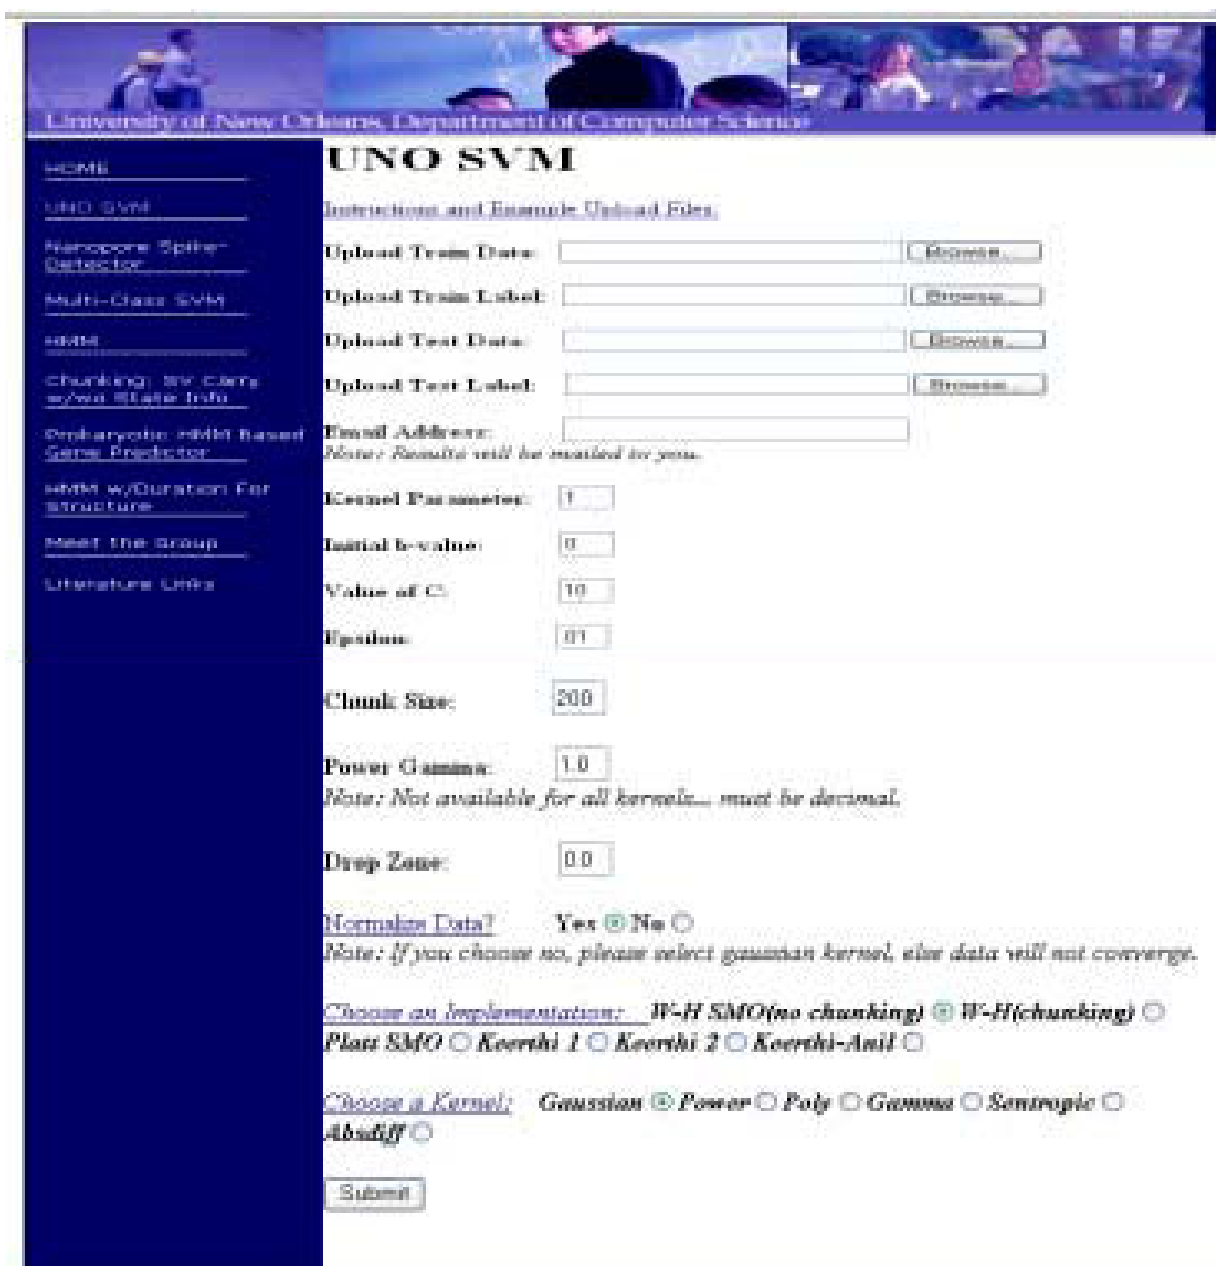 University of New Orleans, Department of Computer Science
HOME
UNO SVM
Nanopore Spike-
Detector
Multi-Class SVM
HMM
Chunking: SV Carry
w/wo State Info
Prokaryotic HMM Based
Gene Predictor
HMM w/Duration For
Structure
Meet the Group
Literature Links
UNO SVM
Instructions and Example Upload Files.
Upload Train Data: Browse...
Upload Train Label: Browse...
Upload Test Data: Browse...
Upload Test Label: Browse...
Email Address:
Note: Results will be mailed to you.
Kernel Parameter: 1
Initial b-value: 0
Value of C: 10
Epsilon: .01
Chunk Size: 200
Power Gamma: 1.0
Note: Not available for all kernels... must be decimal.
Drop Zone: 0.0
Normalize Data? Yes No
Note: if you choose no, please select gaussian kernel, else data will not converge.
Choose an Implementation: W-H SMO(no chunking) W-H(chunking)
Platt SMO Keerthi 1 Keerthi 2 Keerthi-Anil
Choose a Kernel: Gaussian Power Poly Gamma Sentropic
Absdiff
Submit